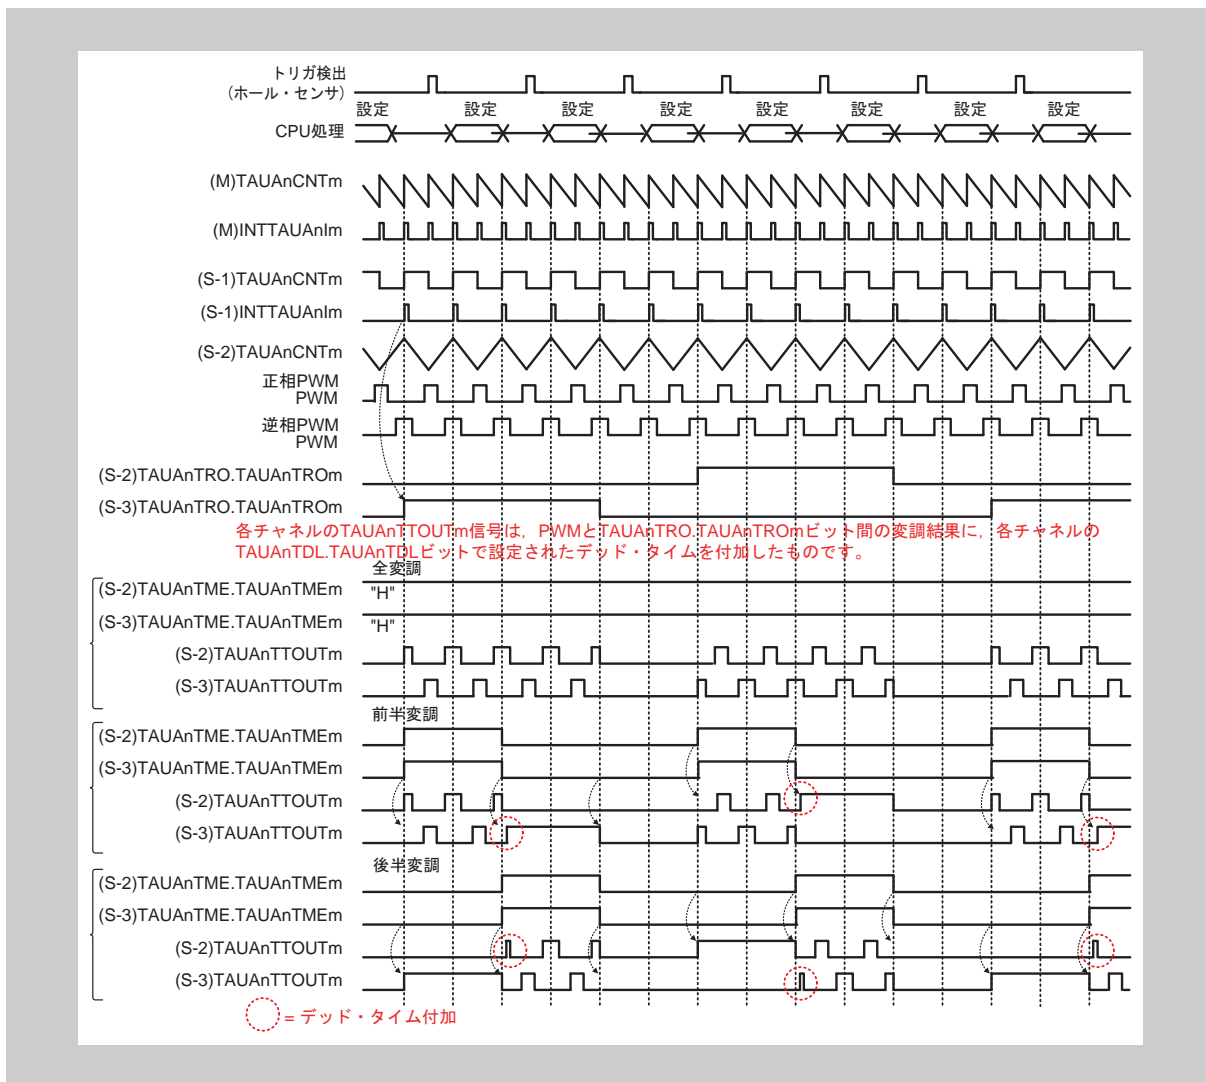 トリガ検出
(ホール・センサ)
設定 設定 設定 設定 設定 設定 設定 設定
CPU処理
(M)TAUAnCNTm
(M)INTTAUAnIm
(S-1)TAUAnCNTm
(S-1)INTTAUAnIm
(S-2)TAUAnCNTm
正相PWM
PWM
逆相PWM
PWM
(S-2)TAUAnTRO.TAUAnTROm
(S-3)TAUAnTRO.TAUAnTROm
各チャネルのTAUAnTTOUTm信号は，PWMとTAUAnTRO.TAUAnTROmビット間の変調結果に，各チャネルの
TAUAnTDL.TAUAnTDLビットで設定されたデッド・タイムを付加したものです。
全変調
(S-2)TAUAnTME.TAUAnTMEm "H"
(S-3)TAUAnTME.TAUAnTMEm "H"
(S-2)TAUAnTTOUTm
(S-3)TAUAnTTOUTm
前半変調
(S-2)TAUAnTME.TAUAnTMEm
(S-3)TAUAnTME.TAUAnTMEm
(S-2)TAUAnTTOUTm
(S-3)TAUAnTTOUTm
後半変調
(S-2)TAUAnTME.TAUAnTMEm
(S-3)TAUAnTME.TAUAnTMEm
(S-2)TAUAnTTOUTm
(S-3)TAUAnTTOUTm
= デッド・タイム付加